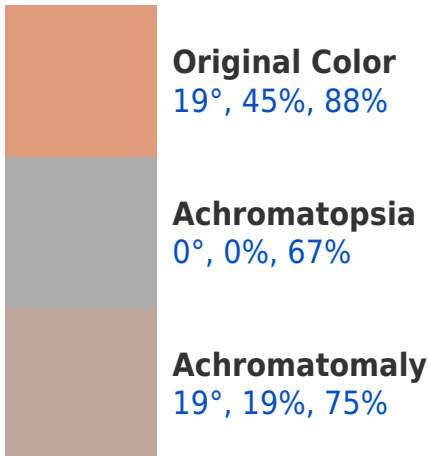 Original Color
19°, 45%, 88%
Achromatopsia
0°, 0%, 67%
Achromatomaly
19°, 19%, 75%